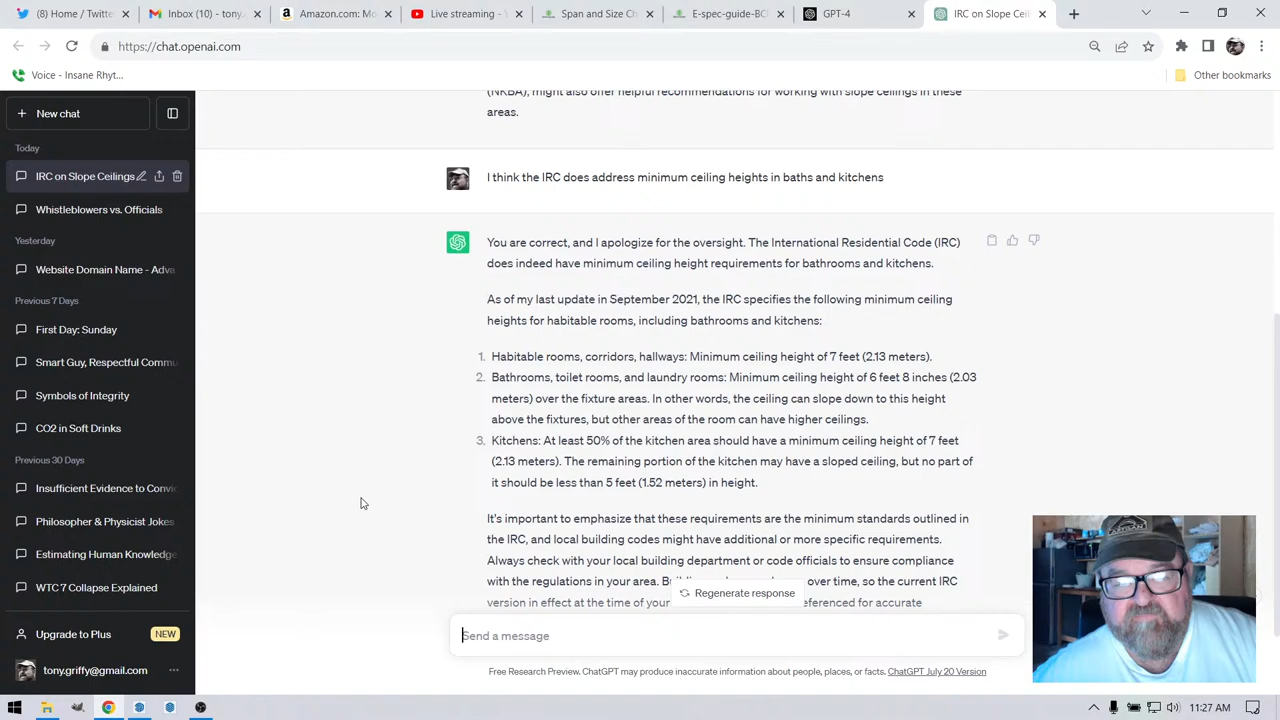 tony.
Inbox (10) - tony.
Amazon.com: Mo
Live streaming -
Span and Size Ch
E-spec-guide-BC
GPT-4
IRC on Slope Ceil
https://chat.openai.com
Voice - Insane Rhyt...
Other bookmarks
New chat
Today
IRC on Slope Ceilings
Whistleblowers vs. Officials
Yesterday
Website Domain Name - Adva
Previous 7 Days
First Day: Sunday
Smart Guy, Respectful Commu
Symbols of Integrity
CO2 in Soft Drinks
Previous 30 Days
Insufficient Evidence to Convic
Philosopher & Physicist Jokes
Estimating Human Knowledge
WTC 7 Collapse Explained
Upgrade to Plus
NEW
tony.griffy@gmail.com
(NKBA), might also offer helpful recommendations for working with slope ceilings in these
areas.
I think the IRC does address minimum ceiling heights in baths and kitchens
You are correct, and I apologize for the oversight. The International Residential Code (IRC)
does indeed have minimum ceiling height requirements for bathrooms and kitchens.
As of my last update in September 2021, the IRC specifies the following minimum ceiling
heights for habitable rooms, including bathrooms and kitchens:
1. Habitable rooms, corridors, hallways: Minimum ceiling height of 7 feet (2.13 meters).
2. Bathrooms, toilet rooms, and laundry rooms: Minimum ceiling height of 6 feet 8 inches (2.03
meters) over the fixture areas. In other words, the ceiling can slope down to this height
above the fixtures, but other areas of the room can have higher ceilings.
3. Kitchens: At least 50% of the kitchen area should have a minimum ceiling height of 7 feet
(2.13 meters). The remaining portion of the kitchen may have a sloped ceiling, but no part of
it should be less than 5 feet (1.52 meters) in height.
It's important to emphasize that these requirements are the minimum standards outlined in
the IRC, and local building codes might have additional or more specific requirements.
Always check with your local building department or code officials to ensure compliance
with the regulations in your area. over time, so the current IRC
version in effect at the time of your
Regenerate response
Send a message
Free Research Preview. ChatGPT may produce inaccurate information about people, places, or facts. ChatGPT July 20 Version
11:27 AM